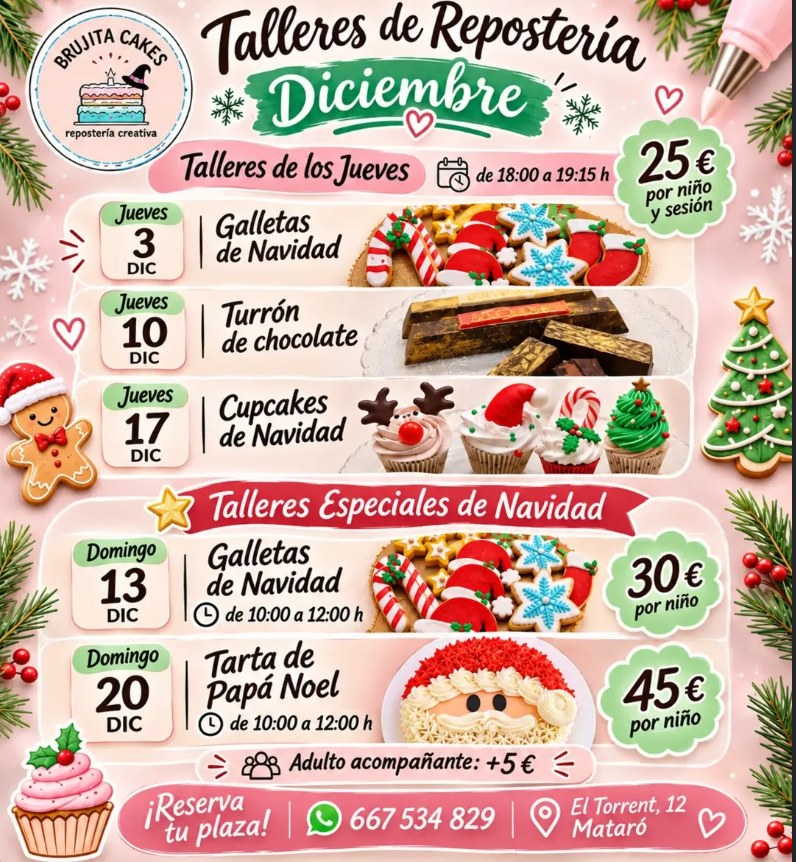 BRUJITA CAKES
repostería creativa
Talleres de Repostería
Diciembre
Talleres de los Jueves
de 18:00 a 19:15 h
25 €
por niño
y sesión
Jueves
3
DIC
Galletas
de Navidad
Jueves
10
DIC
Turrón
de chocolate
Jueves
17
DIC
Cupcakes
de Navidad
Talleres Especiales de Navidad
Domingo
13
DIC
Galletas
de Navidad
de 10:00 a 12:00 h
30 €
por niño
Domingo
20
DIC
Tarta de
Papá Noel
de 10:00 a 12:00 h
45 €
por niño
Adulto acompañante: +5 €
¡Reserva
tu plaza!
667 534 829
El Torrent, 12
Mataró